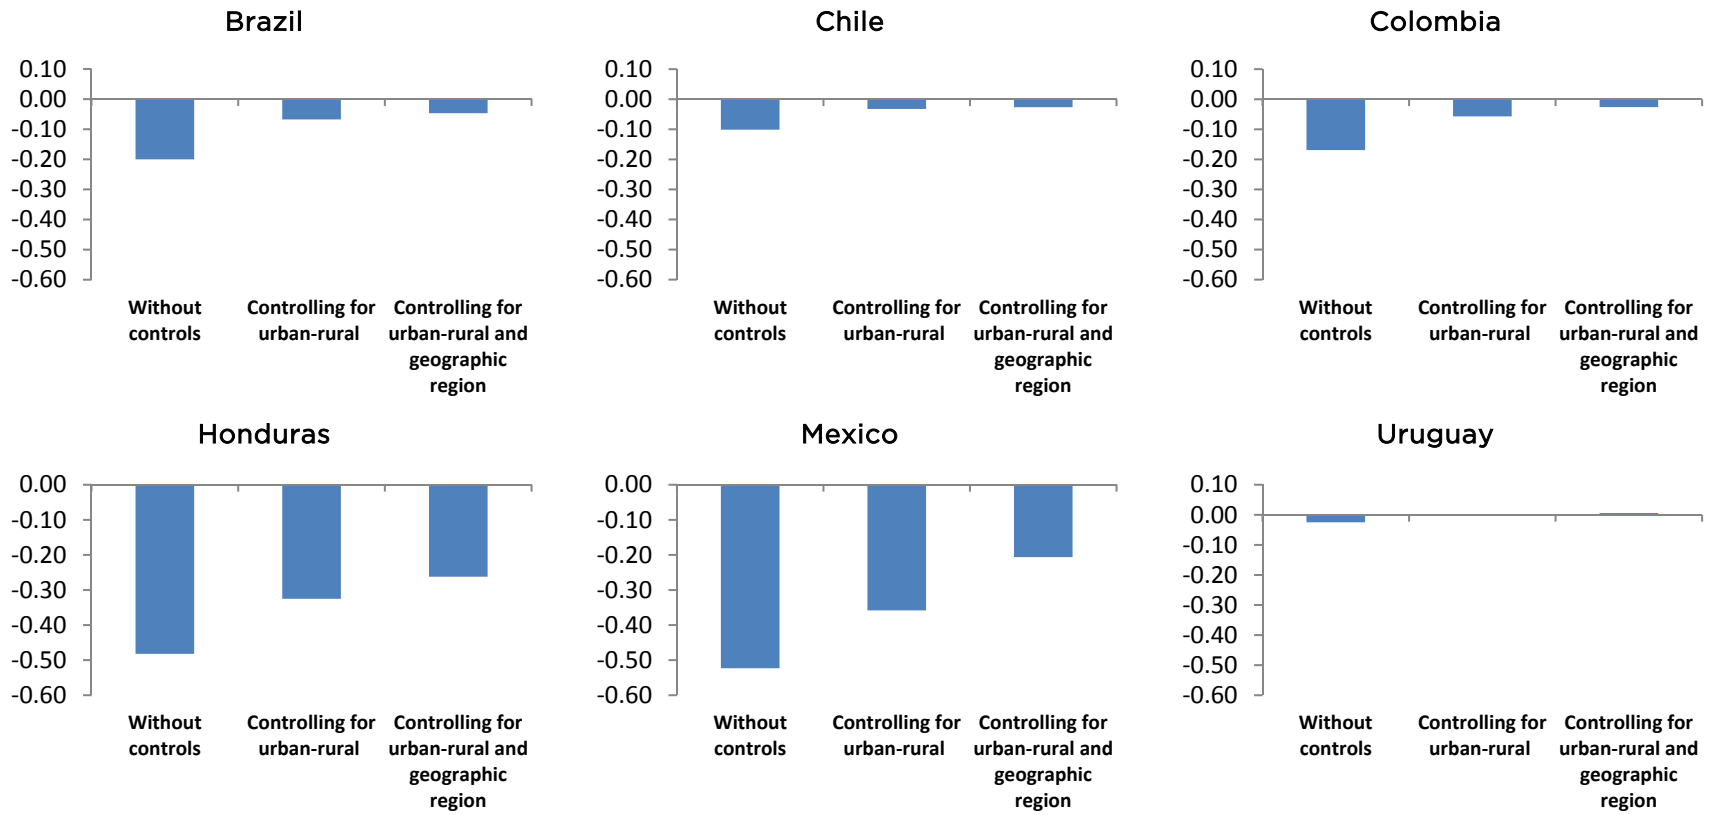 Brazil
0.10
0.00
-0.10
-0.20
-0.30
-0.40
-0.50
-0.60
Without
controls
Controlling for
urban-rural
Controlling for
urban-rural and
geographic
region
Chile
0.10
0.00
-0.10
-0.20
-0.30
-0.40
-0.50
-0.60
Without
controls
Controlling for
urban-rural
Controlling for
urban-rural and
geographic
region
Colombia
0.10
0.00
-0.10
-0.20
-0.30
-0.40
-0.50
-0.60
Without
controls
Controlling for
urban-rural
Controlling for
urban-rural and
geographic
region
Honduras
0.00
-0.10
-0.20
-0.30
-0.40
-0.50
-0.60
Without
controls
Controlling for
urban-rural
Controlling for
urban-rural and
geographic
region
Mexico
0.00
-0.10
-0.20
-0.30
-0.40
-0.50
-0.60
Without
controls
Controlling for
urban-rural
Controlling for
urban-rural and
geographic
region
Uruguay
0.10
0.00
-0.10
-0.20
-0.30
-0.40
-0.50
-0.60
Without
controls
Controlling for
urban-rural
Controlling for
urban-rural and
geographic
region